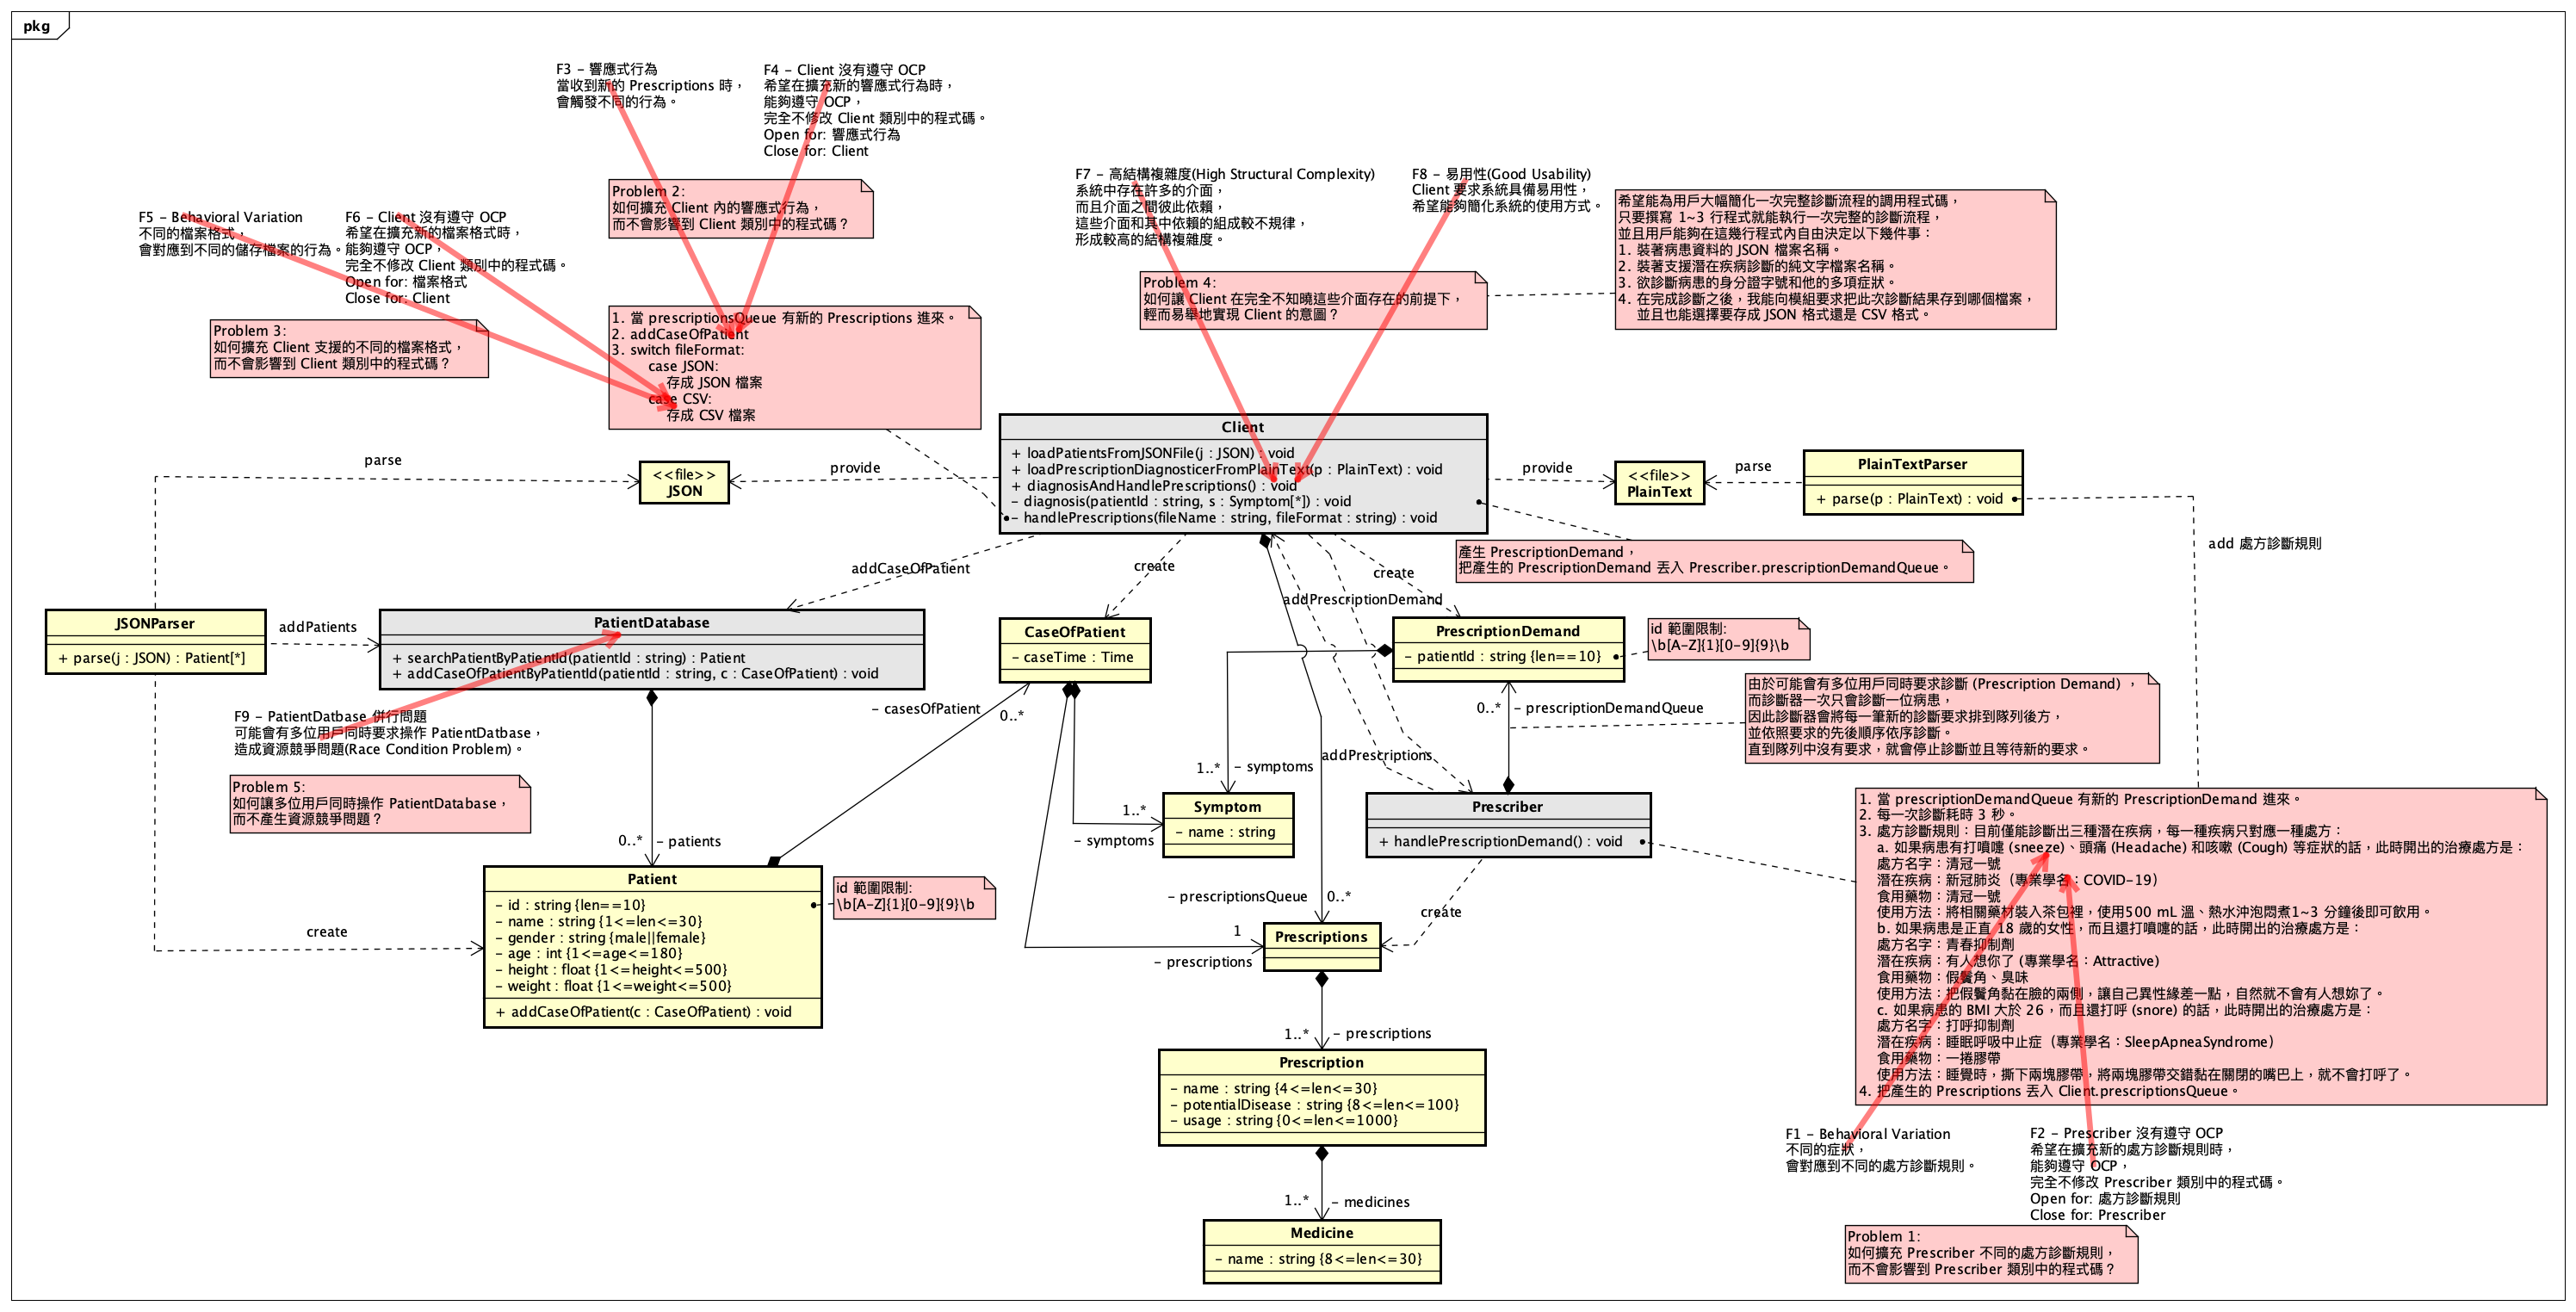 pkg
F3 – 響應式行為
當收到新的 Prescriptions 時，
會觸發不同的行為。
F4 – Client 沒有遵守 OCP
希望在擴充新的響應式行為時，
能夠遵守 OCP，
完全不修改 Client 類別中的程式碼。
Open for: 響應式行為
Close for: Client
F7 – 高結構複雜度(High Structural Complexity)
系統中存在許多的介面，
而且介面之間彼此依賴，
這些介面和其中依賴的組成較不規律，
形成較高的結構複雜度。
F8 – 易用性(Good Usability)
Client 要求系統具備易用性，
希望能夠簡化系統的使用方式。
Problem 2:
如何擴充 Client 內的響應式行為，
而不會影響到 Client 類別中的程式碼？
希望能為用戶大幅簡化一次完整診斷流程的調用程式碼，
只要撰寫 1~3 行程式就能執行一次完整的診斷流程，
並且用戶能夠在這幾行程式內自由決定以下幾件事：
1. 裝著病患資料的 JSON 檔案名稱。
2. 裝著支援潛在疾病診斷的純文字檔案名稱。
3. 欲診斷病患的身分證字號和他的多項症狀。
4. 在完成診斷之後，我能向模組要求把此次診斷結果存到哪個檔案，
並且也能選擇要存成 JSON 格式還是 CSV 格式。
F5 – Behavioral Variation
不同的檔案格式，
會對應到不同的儲存檔案的行為。
F6 – Client 沒有遵守 OCP
希望在擴充新的檔案格式時，
能夠遵守 OCP，
完全不修改 Client 類別中的程式碼。
Open for: 檔案格式
Close for: Client
Problem 4:
如何讓 Client 在完全不知曉這些介面存在的前提下，
輕而易舉地實現 Client 的意圖？
Problem 3:
如何擴充 Client 支援的不同的檔案格式，
而不會影響到 Client 類別中的程式碼？
1. 當 prescriptionsQueue 有新的 Prescriptions 進來。
2. addCaseOfPatient
3. switch fileFormat:
case JSON:
存成 JSON 檔案
case CSV:
存成 CSV 檔案
Client
+ loadPatientsFromJSONFile(j : JSON) : void
+ loadPrescriptionDiagnosticerFromPlainText(p : PlainText) : void
+ diagnosisAndHandlePrescriptions() : void
– diagnosis(patientId : string, s : Symptom[*]) : void
– handlePrescriptions(fileName : string, fileFormat : string) : void
parse
<<file>>
JSON
provide
provide
<<file>>
PlainText
parse
PlainTextParser
+ parse(p : PlainText) : void
add 處方診斷規則
產生 PrescriptionDemand，
把產生的 PrescriptionDemand 丟入 Prescriber.prescriptionDemandQueue。
addCaseOfPatient
create
create
addPrescriptionDemand
JSONParser
+ parse(j : JSON) : Patient[*]
addPatients
PatientDatabase
+ searchPatientByPatientId(patientId : string) : Patient
+ addCaseOfPatientByPatientId(patientId : string, c : CaseOfPatient) : void
CaseOfPatient
– caseTime : Time
PrescriptionDemand
– patientId : string {len==10}
id 範圍限制:
\b[A-Z]{1}[0-9]{9}\b
由於可能會有多位用戶同時要求診斷 (Prescription Demand) ，
而診斷器一次只會診斷一位病患，
因此診斷器會將每一筆新的診斷要求排到隊列後方，
並依照要求的先後順序依序診斷。
直到隊列中沒有要求，就會停止診斷並且等待新的要求。
– casesOfPatient
0..*
0..*
– prescriptionDemandQueue
F9 – PatientDatbase 併行問題
可能會有多位用戶同時要求操作 PatientDatbase，
造成資源競爭問題(Race Condition Problem)。
Problem 5:
如何讓多位用戶同時操作 PatientDatabase，
而不產生資源競爭問題？
addPrescriptions
1..*
– symptoms
1..*
– symptoms
Symptom
– name : string
Prescriber
+ handlePrescriptionDemand() : void
0..*
– patients
1. 當 prescriptionDemandQueue 有新的 PrescriptionDemand 進來。
2. 每一次診斷耗時 3 秒。
3. 處方診斷規則：目前僅能診斷出三種潛在疾病，每一種疾病只對應一種處方：
a. 如果病患有打噴嚏 (sneeze)、頭痛 (Headache) 和咳嗽 (Cough) 等症狀的話，此時開出的治療處方是：
處方名字：清冠一號
潛在疾病：新冠肺炎（專業學名：COVID-19）
食用藥物：清冠一號
使用方法：將相關藥材裝入茶包裡，使用500 mL 溫、熱水沖泡悶煮1~3 分鐘後即可飲用。
b. 如果病患是正直 18 歲的女性，而且還打噴嚏的話，此時開出的治療處方是：
處方名字：青春抑制劑
潛在疾病：有人想你了 (專業學名：Attractive)
食用藥物：假鬢角、臭味
使用方法：把假鬢角黏在臉的兩側，讓自己異性緣差一點，自然就不會有人想妳了。
c. 如果病患的 BMI 大於 26，而且還打呼 (snore) 的話，此時開出的治療處方是：
處方名字：打呼抑制劑
潛在疾病：睡眠呼吸中止症（專業學名：SleepApneaSyndrome）
食用藥物：一捲膠帶
使用方法：睡覺時，撕下兩塊膠帶，將兩塊膠帶交錯黏在關閉的嘴巴上，就不會打呼了。
4. 把產生的 Prescriptions 丟入 Client.prescriptionsQueue。
Patient
– id : string {len==10}
– name : string {1<=len<=30}
– gender : string {male||female}
– age : int {1<=age<=180}
– height : float {1<=height<=500}
– weight : float {1<=weight<=500}
+ addCaseOfPatient(c : CaseOfPatient) : void
id 範圍限制:
\b[A-Z]{1}[0-9]{9}\b
create
– prescriptionsQueue
0..*
create
1
– prescriptions
Prescriptions
1..*
– prescriptions
Prescription
– name : string {4<=len<=30}
– potentialDisease : string {8<=len<=100}
– usage : string {0<=len<=1000}
1..*
– medicines
Medicine
– name : string {8<=len<=30}
F1 – Behavioral Variation
不同的症狀，
會對應到不同的處方診斷規則。
F2 – Prescriber 沒有遵守 OCP
希望在擴充新的處方診斷規則時，
能夠遵守 OCP，
完全不修改 Prescriber 類別中的程式碼。
Open for: 處方診斷規則
Close for: Prescriber
Problem 1:
如何擴充 Prescriber 不同的處方診斷規則，
而不會影響到 Prescriber 類別中的程式碼？